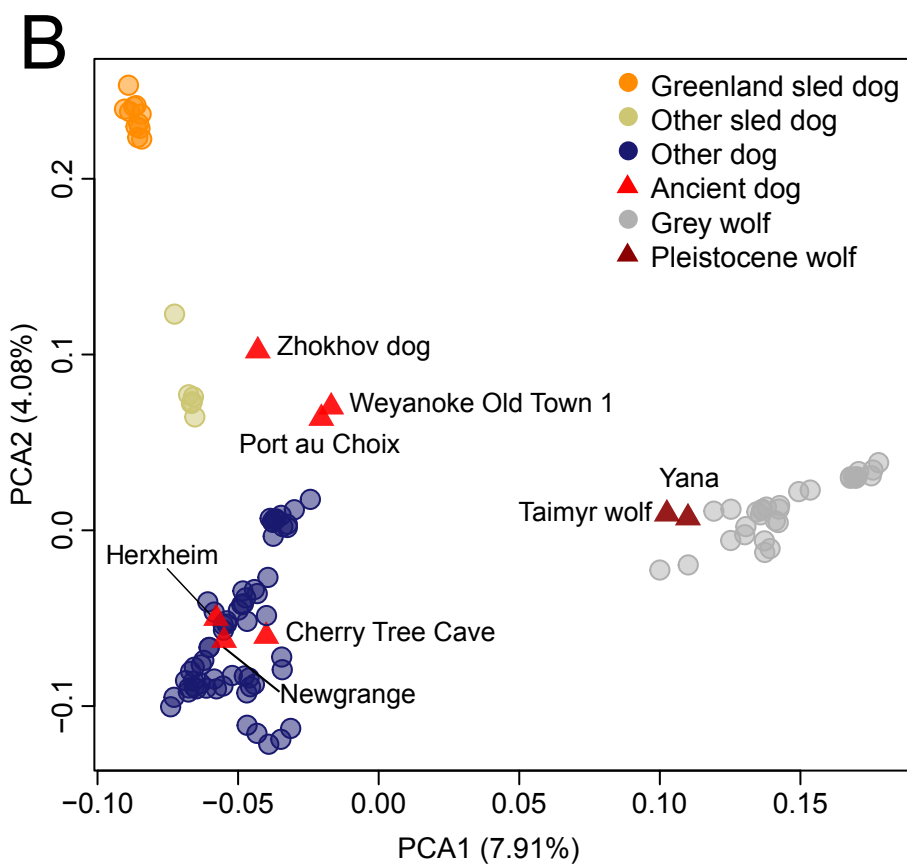 B
Greenland sled dog
Other sled dog
Other dog
Ancient dog
Grey wolf
Pleistocene wolf
Zhokhov dog
Weyanoke Old Town 1
Port au Choix
Yana
Taimyr wolf
Herxheim
Cherry Tree Cave
Newgrange
PCA2 (4.08%)
0.2
0.1
0.0
−0.1
−0.10
−0.05
0.00
0.05
0.10
0.15
PCA1 (7.91%)